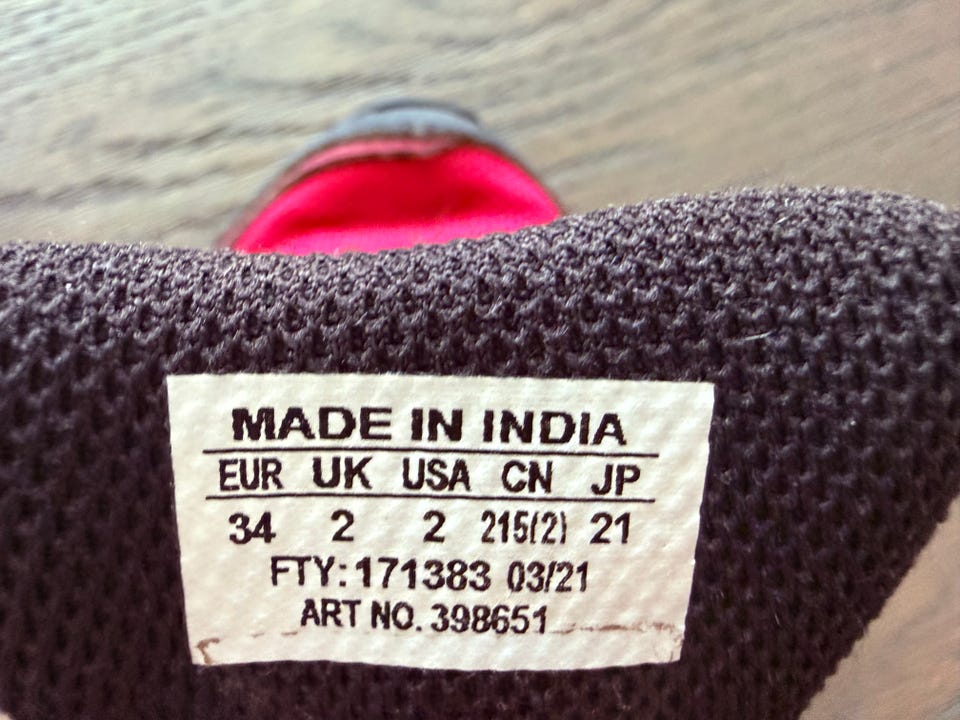 MADE IN INDIA
EUR UK USA CN JP
34 2 2 215(2) 21
FTY: 171383 03/21
ART NO. 398651